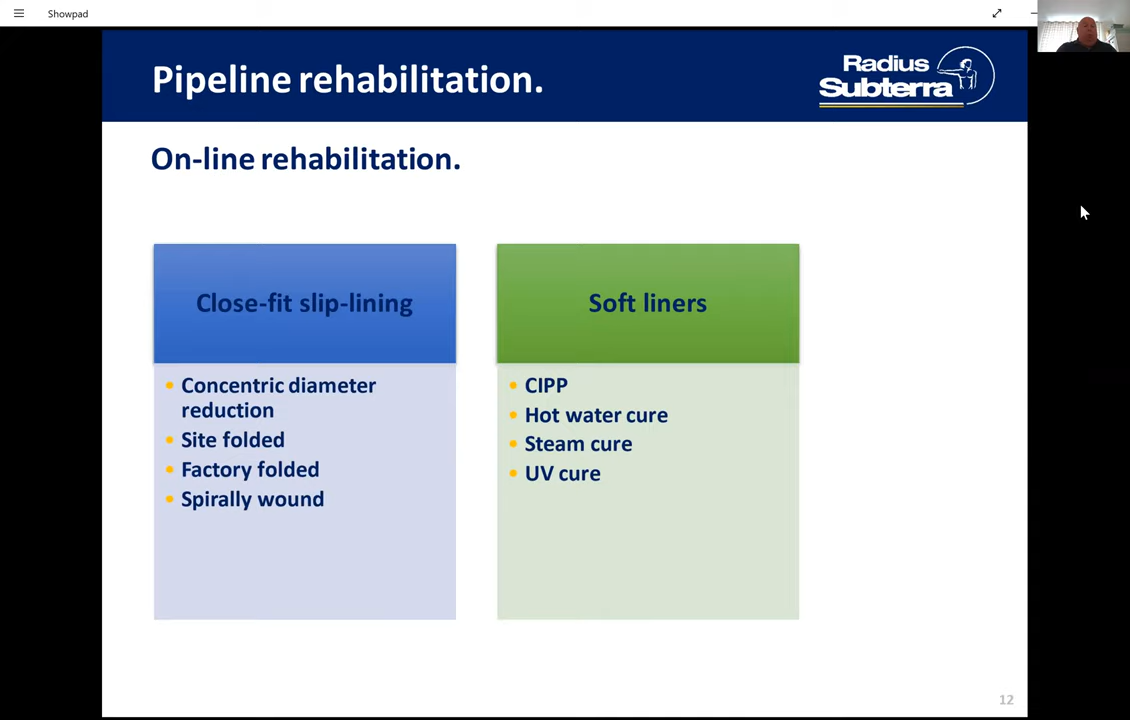 Showpad
Pipeline rehabilitation.
Radius
Subterra
On-line rehabilitation.
Close-fit slip-lining
Concentric diameter
reduction
Site folded
Factory folded
Spirally wound
Soft liners
CIPP
Hot water cure
Steam cure
UV cure
12